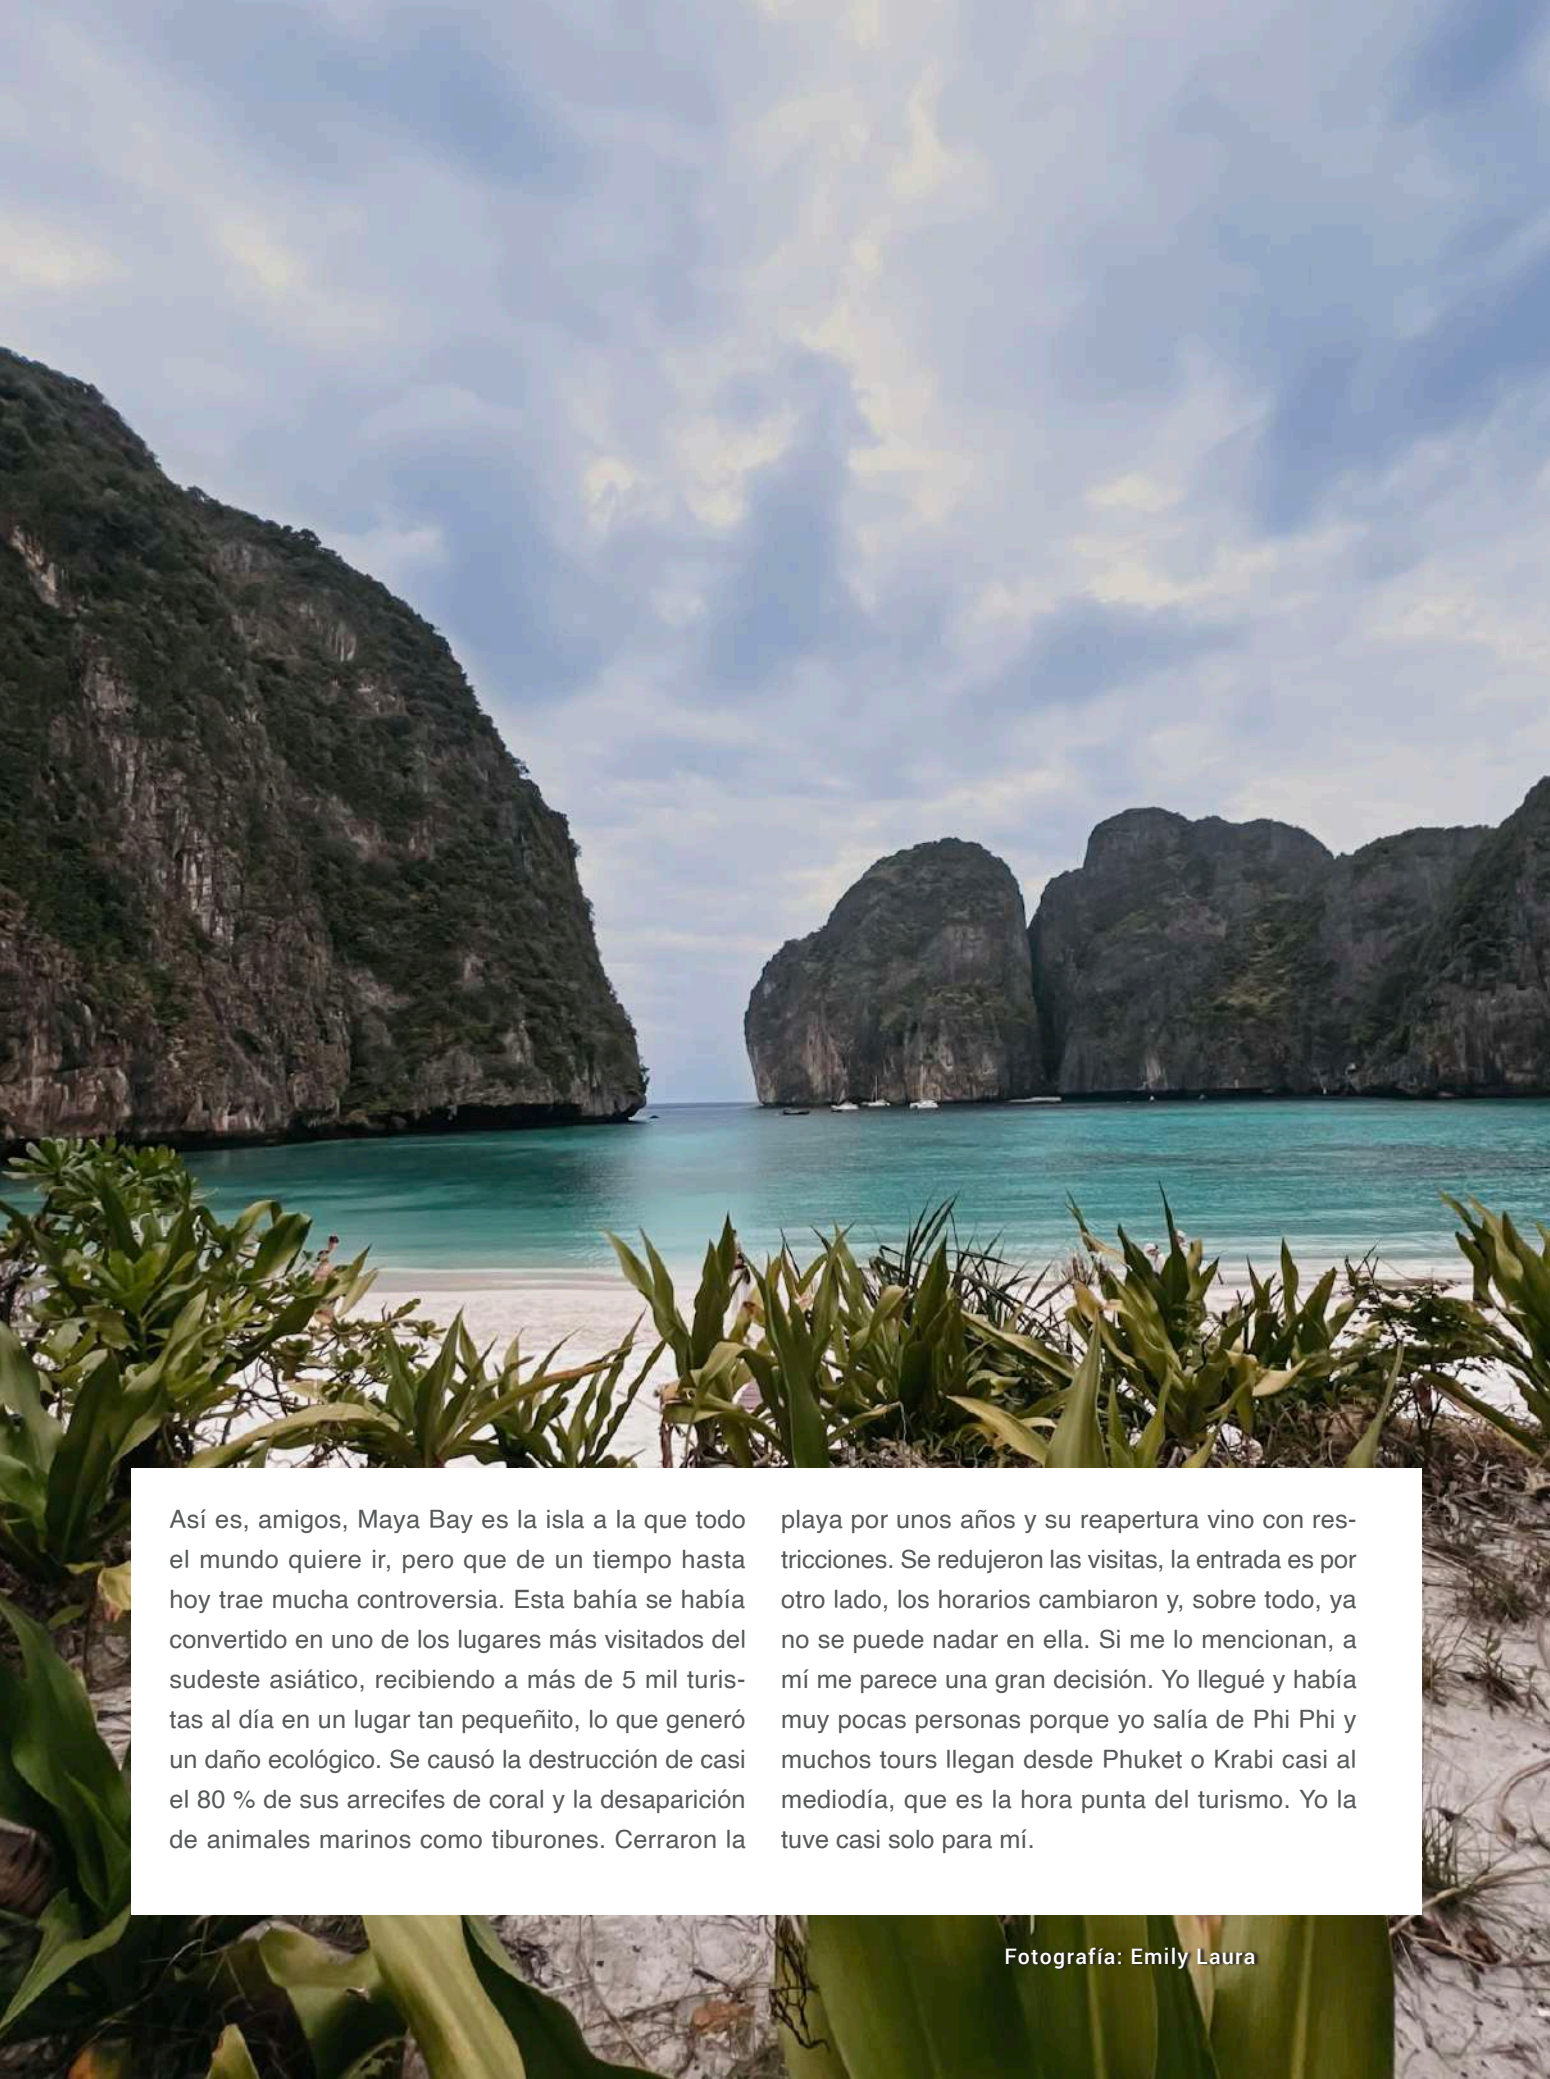 Así es, amigos, Maya Bay es la isla a la que todo
el mundo quiere ir, pero que de un tiempo hasta
hoy trae mucha controversia. Esta bahía se había
convertido en uno de los lugares más visitados del
sudeste asiático, recibiendo a más de 5 mil turis-
tas al día en un lugar tan pequeñito, lo que generó
un daño ecológico. Se causó la destrucción de casi
el 80 % de sus arrecifes de coral y la desaparición
de animales marinos como tiburones. Cerraron la
playa por unos años y su reapertura vino con res-
tricciones. Se redujeron las visitas, la entrada es por
otro lado, los horarios cambiaron y, sobre todo, ya
no se puede nadar en ella. Si me lo mencionan, a
mí me parece una gran decisión. Yo llegué y había
muy pocas personas porque yo salía de Phi Phi y
muchos tours llegan desde Phuket o Krabi casi al
mediodía, que es la hora punta del turismo. Yo la
tuve casi solo para mí.
Fotografía: Emily Laura